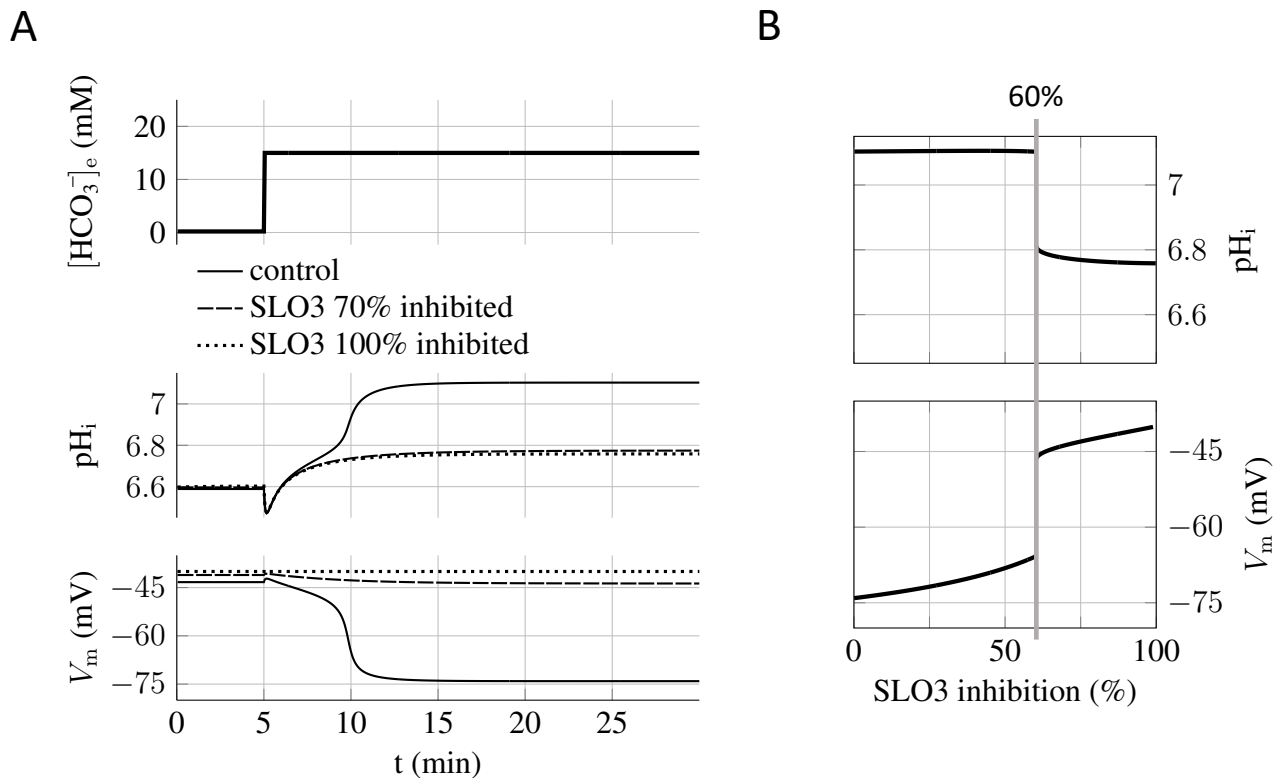 A
[HCO₃⁻]ₑ (mM)
20
10
0
control
SLO3 70% inhibited
SLO3 100% inhibited
pHᵢ
7
6.8
6.6
Vₘ (mV)
−45
−60
−75
0 5 10 15 20 25
t (min)
B
60%
7
6.8
6.6
pHᵢ
−45
−60
−75
Vₘ (mV)
0 50 100
SLO3 inhibition (%)